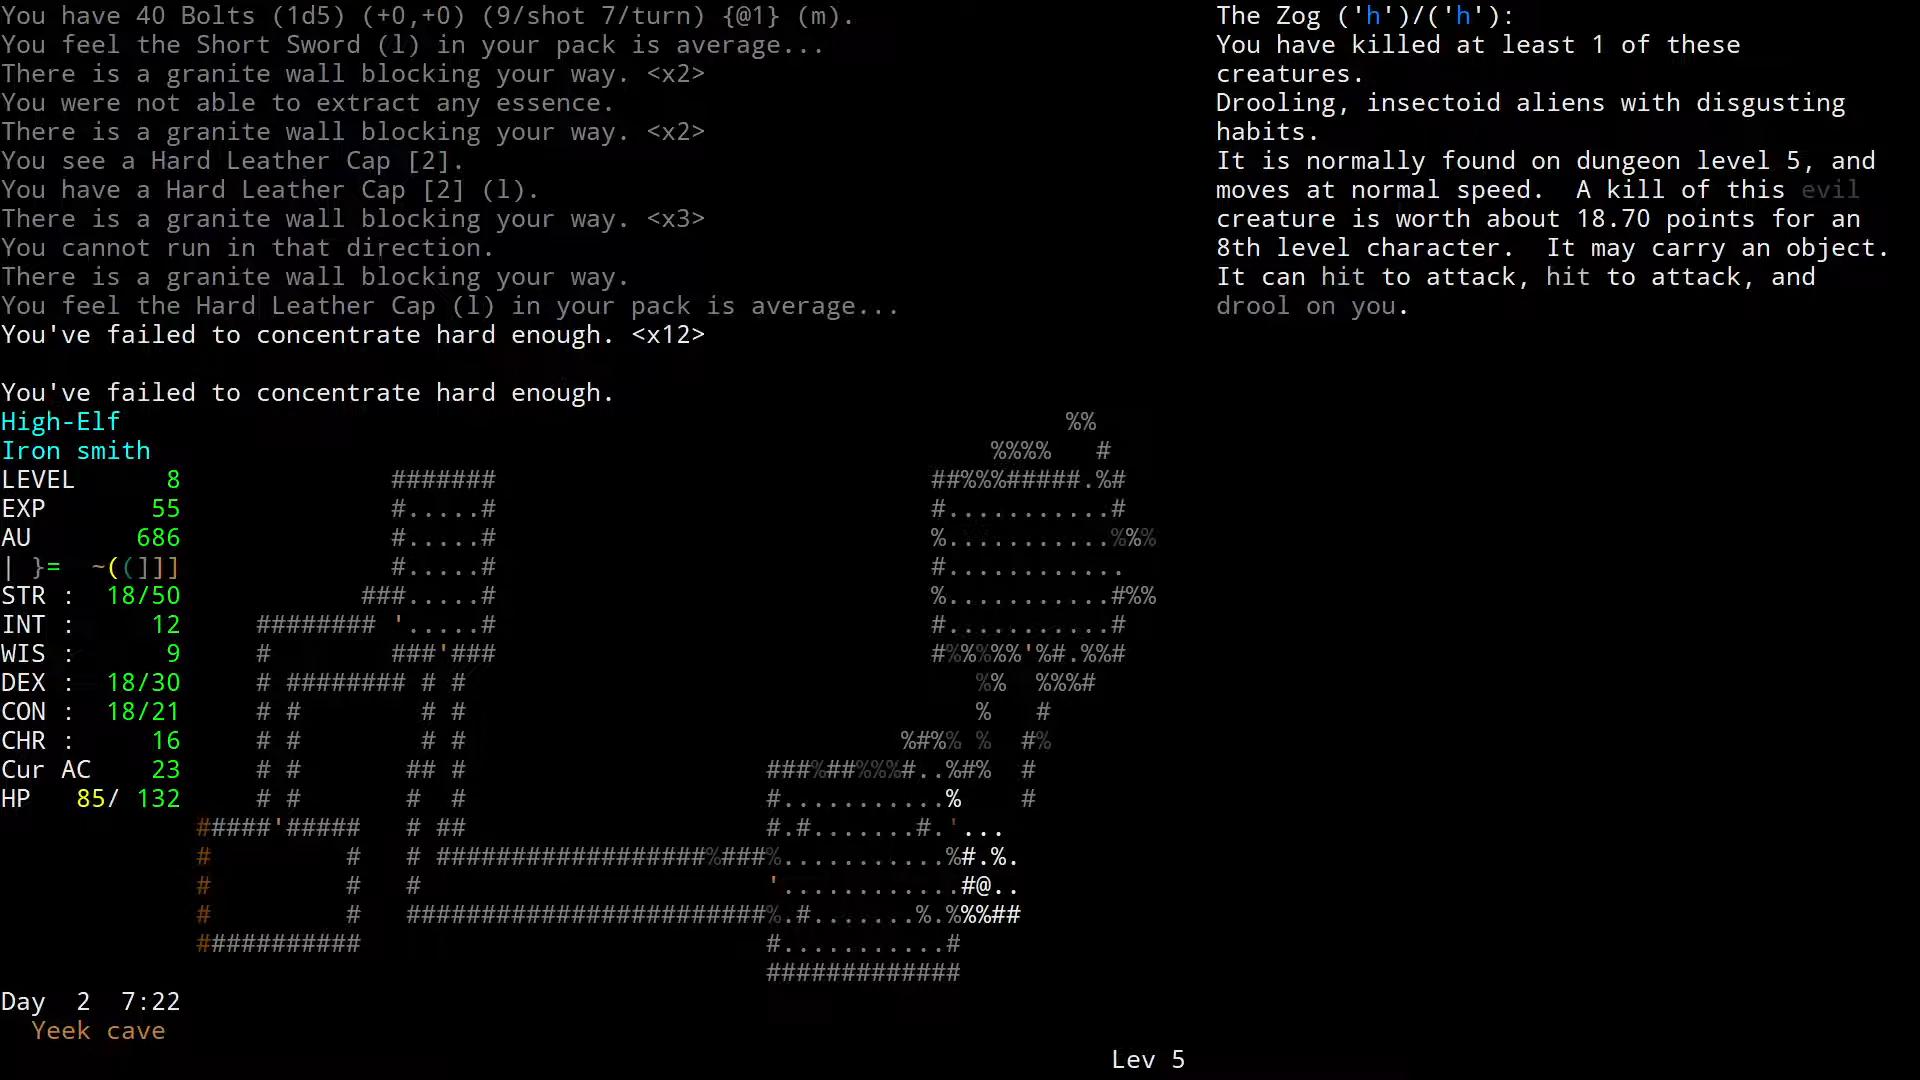 You have 40 Bolts (1d5) (+0,+0) (9/shot 7/turn) {@1} (m).
You feel the Short Sword (l) in your pack is average...
There is a granite wall blocking your way. <x2>
You were not able to extract any essence.
There is a granite wall blocking your way. <x2>
You see a Hard Leather Cap [2].
You have a Hard Leather Cap [2] (l).
There is a granite wall blocking your way. <x3>
You cannot run in that direction.
There is a granite wall blocking your way.
You feel the Hard Leather Cap (l) in your pack is average...
You've failed to concentrate hard enough. <x12>
You've failed to concentrate hard enough.
The Zog ('h')/('h'):
You have killed at least 1 of these
creatures.
Drooling, insectoid aliens with disgusting
habits.
It is normally found on dungeon level 5, and
moves at normal speed.  A kill of this evil
creature is worth about 18.70 points for an
8th level character.  It may carry an object.
It can hit to attack, hit to attack, and
drool on you.
High-Elf
Iron smith
LEVEL 8
EXP 55
AU 686
| }=  ~((]]]
STR : 18/50
INT : 12
WIS : 9
DEX : 18/30
CON : 18/21
CHR : 16
Cur AC 23
HP 85/ 132
Day 2 7:22
Yeek cave
Lev 5